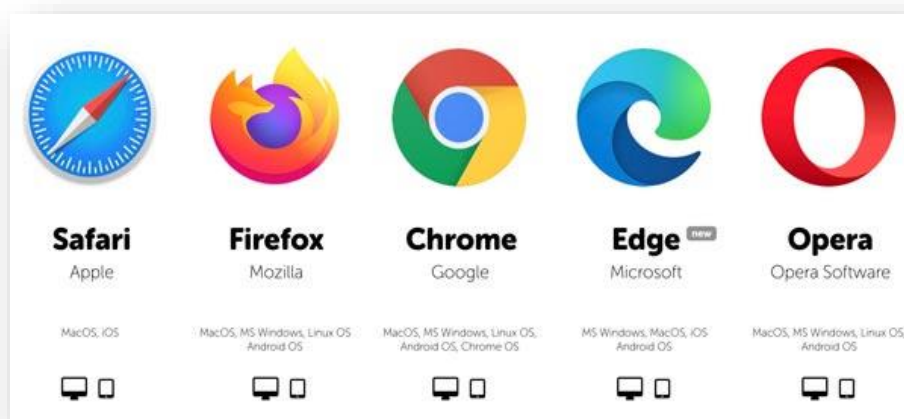 Safari
Apple
MacOS, iOS
Firefox
Mozilla
MacOS, MS Windows, Linux OS
Android OS
Chrome
Google
MacOS, MS Windows, Linux OS,
Android OS, Chrome OS
Edge new
Microsoft
MS Windows, MacOS, iOS
Android OS
Opera
Opera Software
MacOS, MS Windows, Linux OS,
Android OS